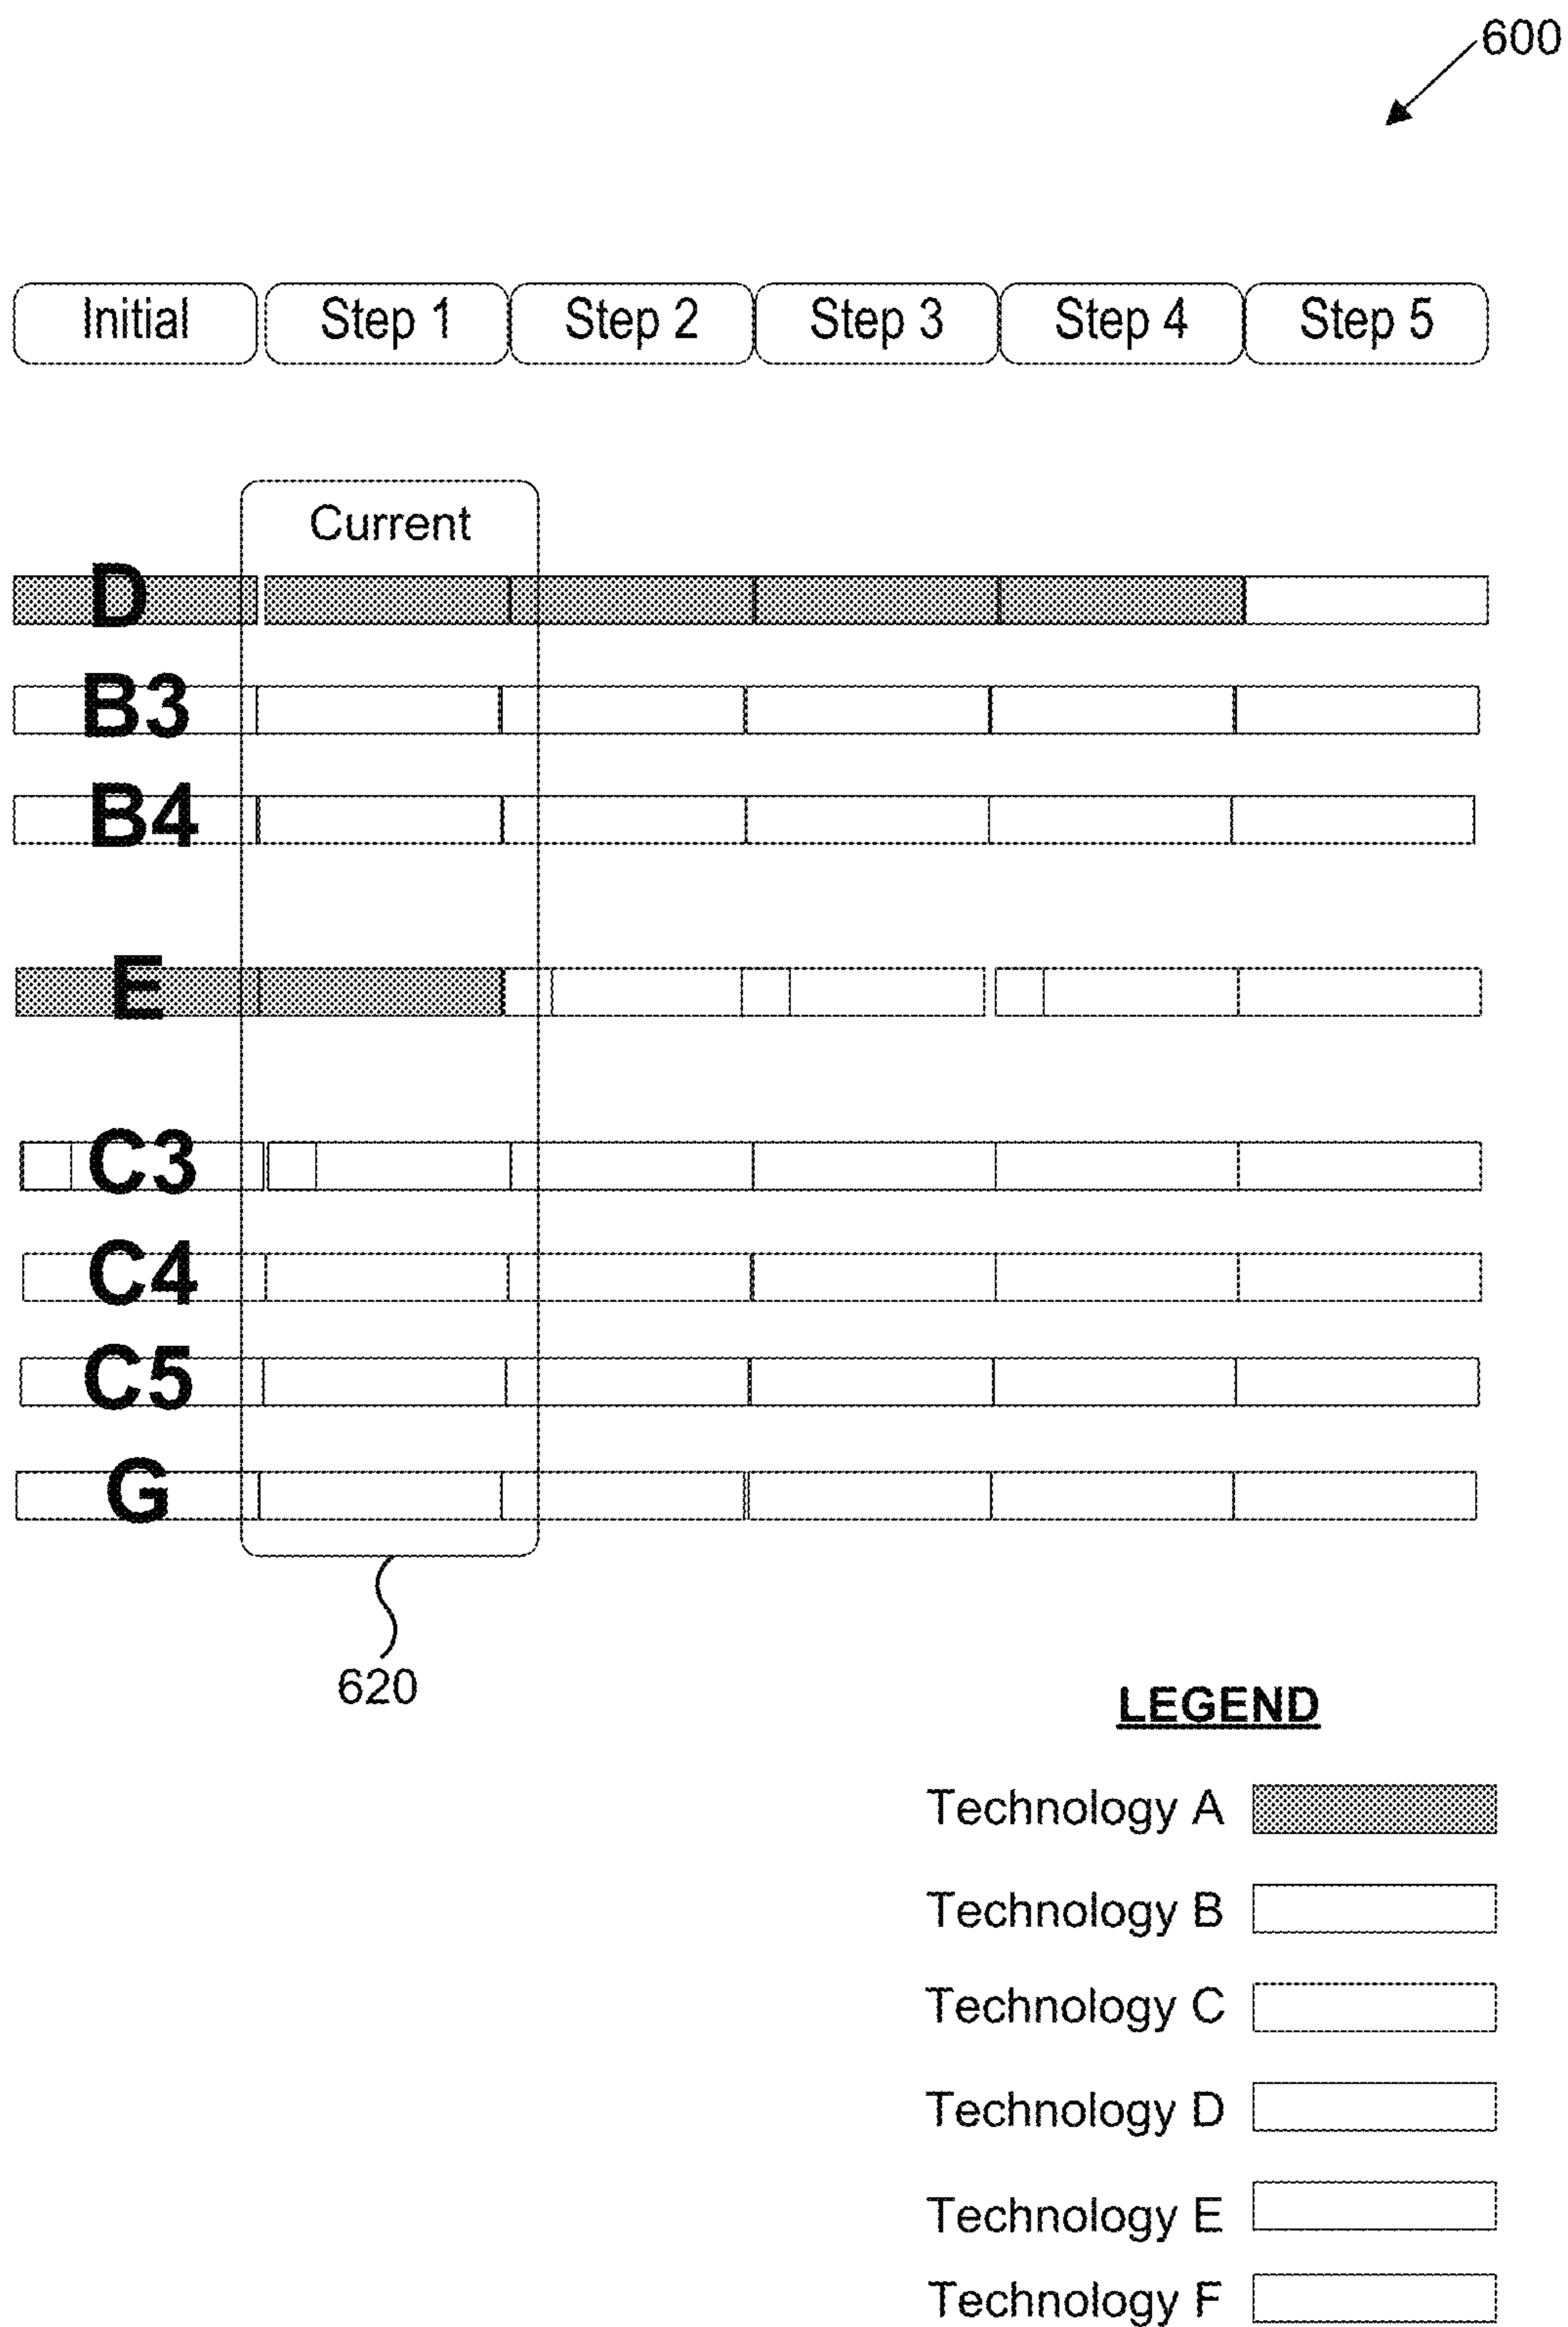 600
Initial Step 1 Step 2 Step 3 Step 4 Step 5
Current
D
B3
B4
E
C3
C4
C5
G
620
LEGEND
Technology A
Technology B
Technology C
Technology D
Technology E
Technology F